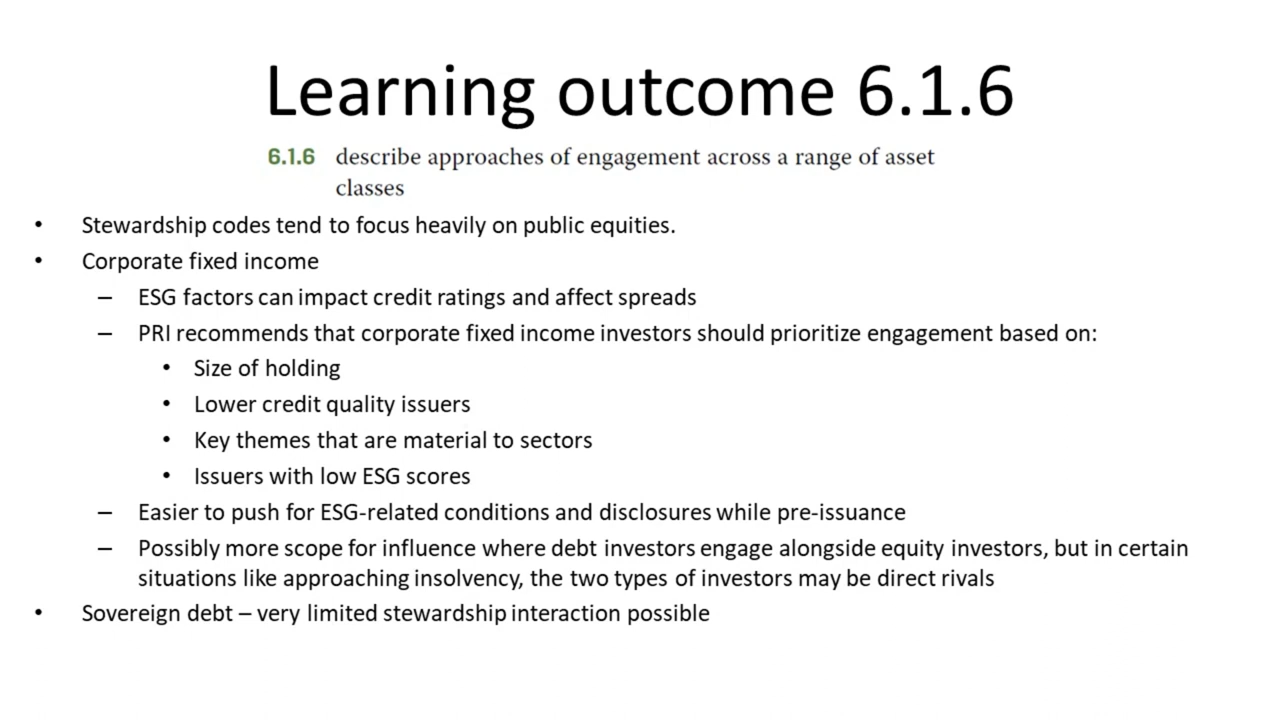 Learning outcome 6.1.6
6.1.6 describe approaches of engagement across a range of asset
classes
• Stewardship codes tend to focus heavily on public equities.
• Corporate fixed income
– ESG factors can impact credit ratings and affect spreads
– PRI recommends that corporate fixed income investors should prioritize engagement based on:
• Size of holding
• Lower credit quality issuers
• Key themes that are material to sectors
• Issuers with low ESG scores
– Easier to push for ESG-related conditions and disclosures while pre-issuance
– Possibly more scope for influence where debt investors engage alongside equity investors, but in certain
situations like approaching insolvency, the two types of investors may be direct rivals
• Sovereign debt – very limited stewardship interaction possible